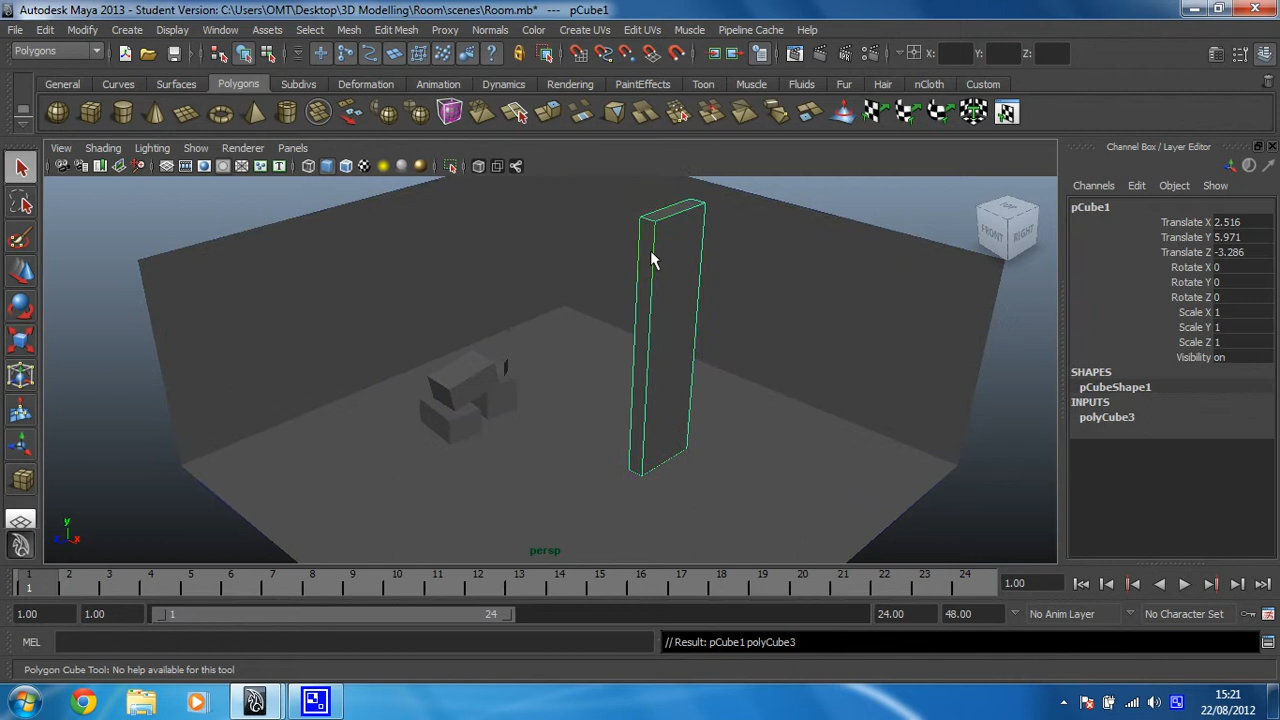 Autodesk Maya 2013 - Student Version: C:\Users\OMT\Desktop\3D Modelling\Room\scenes\Room.mb* --- pCube1
File Edit Modify Create Display Window Assets Select Mesh Edit Mesh Proxy Normals Color Create UVs Edit UVs Muscle Pipeline Cache Help
Polygons X: Y: Z:
General Curves Surfaces Polygons Subdivs Deformation Animation Dynamics Rendering PaintEffects Toon Muscle Fluids Fur Hair nCloth Custom
View Shading Lighting Show Renderer Panels
Channel Box / Layer Editor
Channels Edit Object Show
pCube1
Translate X 2.516
Translate Y 5.971
Translate Z -3.286
Rotate X 0
Rotate Y 0
Rotate Z 0
Scale X 1
Scale Y 1
Scale Z 1
Visibility on
SHAPES
pCubeShape1
INPUTS
polyCube3
TOP
FRONT RIGHT
y
x
persp
1 2 3 4 5 6 7 8 9 10 11 12 13 14 15 16 17 18 19 20 21 22 23 24
1 1.00
1.00 1.00 1 24 24.00 48.00 No Anim Layer No Character Set
MEL // Result: pCube1 polyCube3
Polygon Cube Tool: No help available for this tool
15:21
22/08/2012